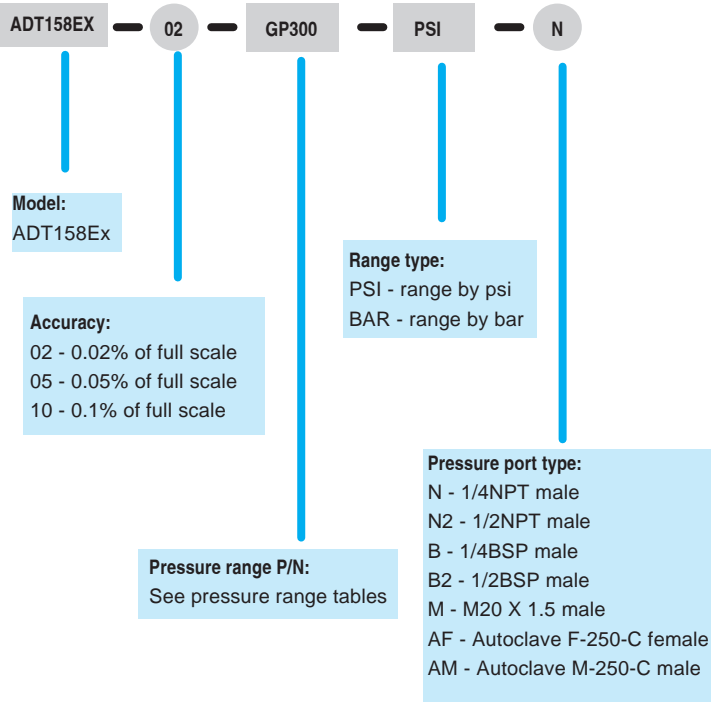 ADT158EX 02 GP300 PSI N
Model:
ADT158Ex
Range type:
PSI - range by psi
BAR - range by bar
Accuracy:
02 - 0.02% of full scale
05 - 0.05% of full scale
10 - 0.1% of full scale
Pressure port type:
N - 1/4NPT male
N2 - 1/2NPT male
B - 1/4BSP male
B2 - 1/2BSP male
M - M20 X 1.5 male
AF - Autoclave F-250-C female
AM - Autoclave M-250-C male
Pressure range P/N:
See pressure range tables